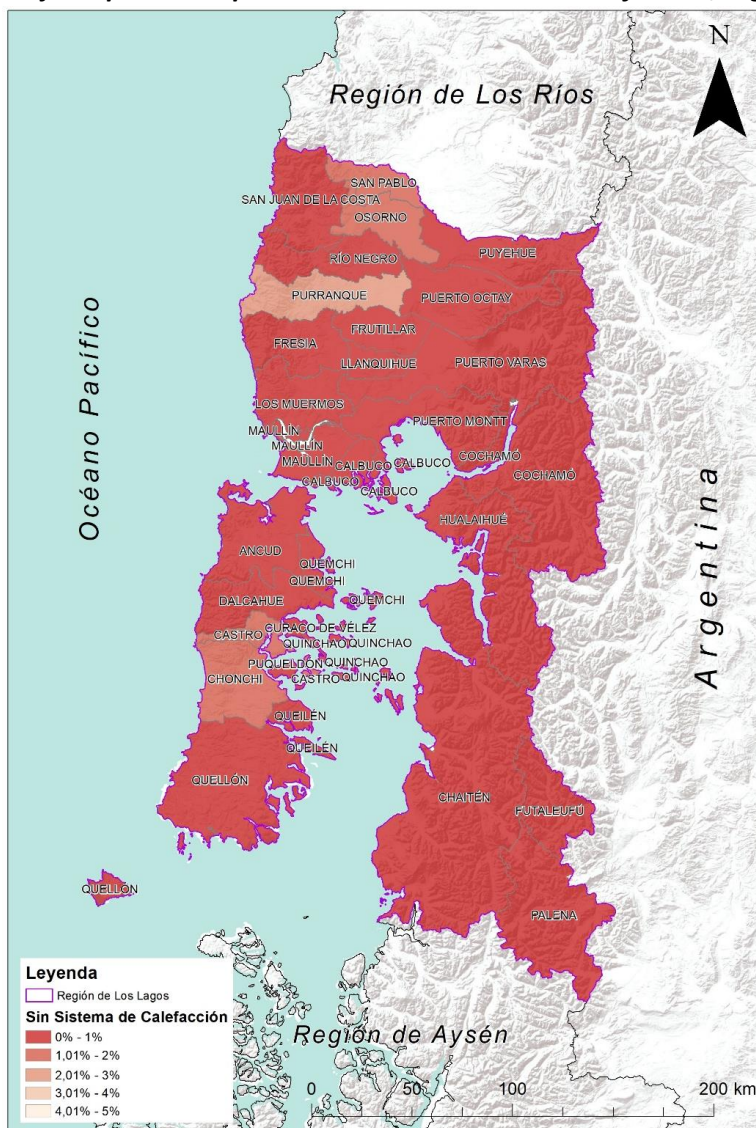 N
Región de Los Ríos
SAN PABLO
SAN JUAN DE LA COSTA
OSORNO
PUYEHUE
RÍO NEGRO
PURRANQUE
PUERTO OCTAY
FRUTILLAR
FRESIA
LLANQUIHUE
PUERTO VARAS
LOS MUERMOS
PUERTO MONTT
MAULLÍN
MAULLÍN
MAULLÍN
COCHAMÓ
CALBUCO
CALBUCO
COCHAMÓ
CALBUCO
CALBUCO
HUALAIHUÉ
Océano Pacífico
Argentina
ANCUD
QUEMCHI
QUEMCHI
QUEMCHI
DALCAHUE
CURACO DE VÉLEZ
CASTRO
QUINCHAO
QUINCHAO
PUQUELDÓN
QUINCHAO
CHONCHI
CASTRO
QUINCHAO
QUEILÉN
QUEILÉN
QUELLÓN
CHAITÉN
FUTALEUFÚ
QUELLÓN
PALENA
Leyenda
Región de Los Lagos
Sin Sistema de Calefacción
0% - 1%
1,01% - 2%
2,01% - 3%
3,01% - 4%
4,01% - 5%
Región de Aysén
0 50 100 200 km